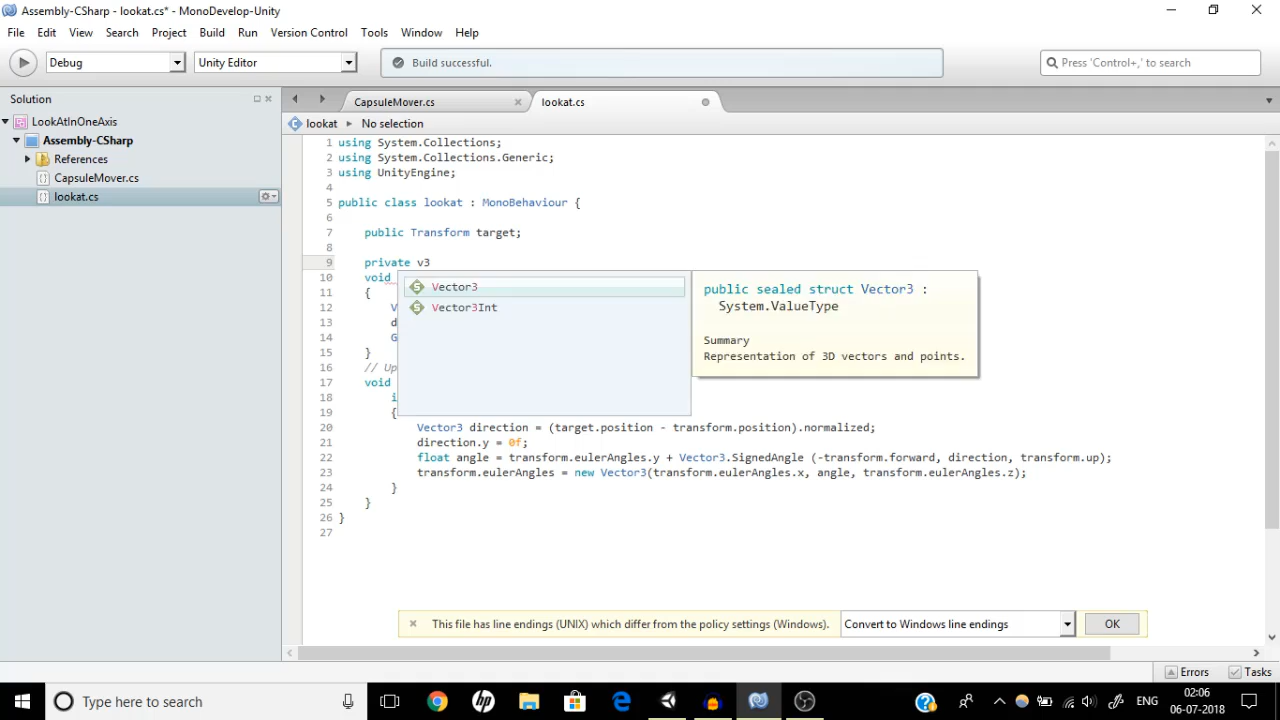 Assembly-CSharp - lookat.cs* - MonoDevelop-Unity
File Edit View Search Project Build Run Version Control Tools Window Help
Debug Unity Editor Build successful. Press 'Control+,' to search
Solution
CapsuleMover.cs lookat.cs
LookAtInOneAxis
lookat No selection
Assembly-CSharp
References
CapsuleMover.cs
lookat.cs
1 using System.Collections;
2 using System.Collections.Generic;
3 using UnityEngine;
4
5 public class lookat : MonoBehaviour {
6
7 public Transform target;
8
9 private v3
10 void
11 {
12 V
13 d
14 G
15 }
16 // Up
17 void
18 i
19 {
20 Vector3 direction = (target.position - transform.position).normalized;
21 direction.y = 0f;
22 float angle = transform.eulerAngles.y + Vector3.SignedAngle (-transform.forward, direction, transform.up);
23 transform.eulerAngles = new Vector3(transform.eulerAngles.x, angle, transform.eulerAngles.z);
24 }
25 }
26 }
27
Vector3
Vector3Int
public sealed struct Vector3 :
System.ValueType
Summary
Representation of 3D vectors and points.
This file has line endings (UNIX) which differ from the policy settings (Windows). Convert to Windows line endings OK
Errors Tasks
Type here to search
ENG
02:06
06-07-2018